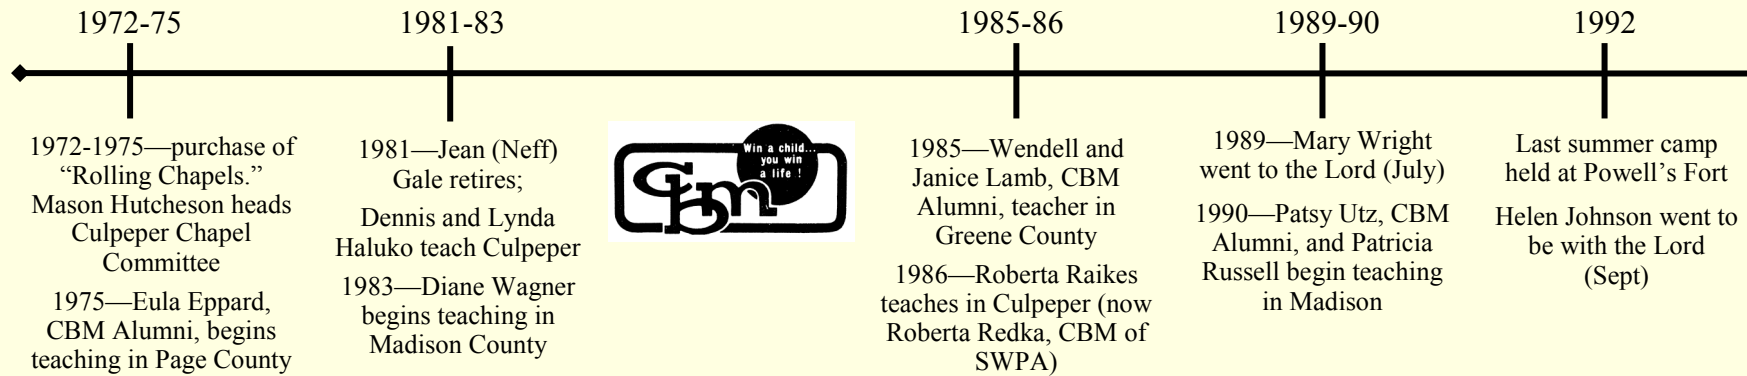 1972-75
1972-1975—purchase of
“Rolling Chapels.”
Mason Hutcheson heads
Culpeper Chapel
Committee
1975—Eula Eppard,
CBM Alumni, begins
teaching in Page County
1981-83
1981—Jean (Neff)
Gale retires;
Dennis and Lynda
Haluko teach Culpeper
1983—Diane Wagner
begins teaching in
Madison County
Win a child...
you win
a life !
cbm
1985-86
1985—Wendell and
Janice Lamb, CBM
Alumni, teacher in
Greene County
1986—Roberta Raikes
teaches in Culpeper (now
Roberta Redka, CBM of
SWPA)
1989-90
1989—Mary Wright
went to the Lord (July)
1990—Patsy Utz, CBM
Alumni, and Patricia
Russell begin teaching
in Madison
1992
Last summer camp
held at Powell’s Fort
Helen Johnson went to
be with the Lord
(Sept)